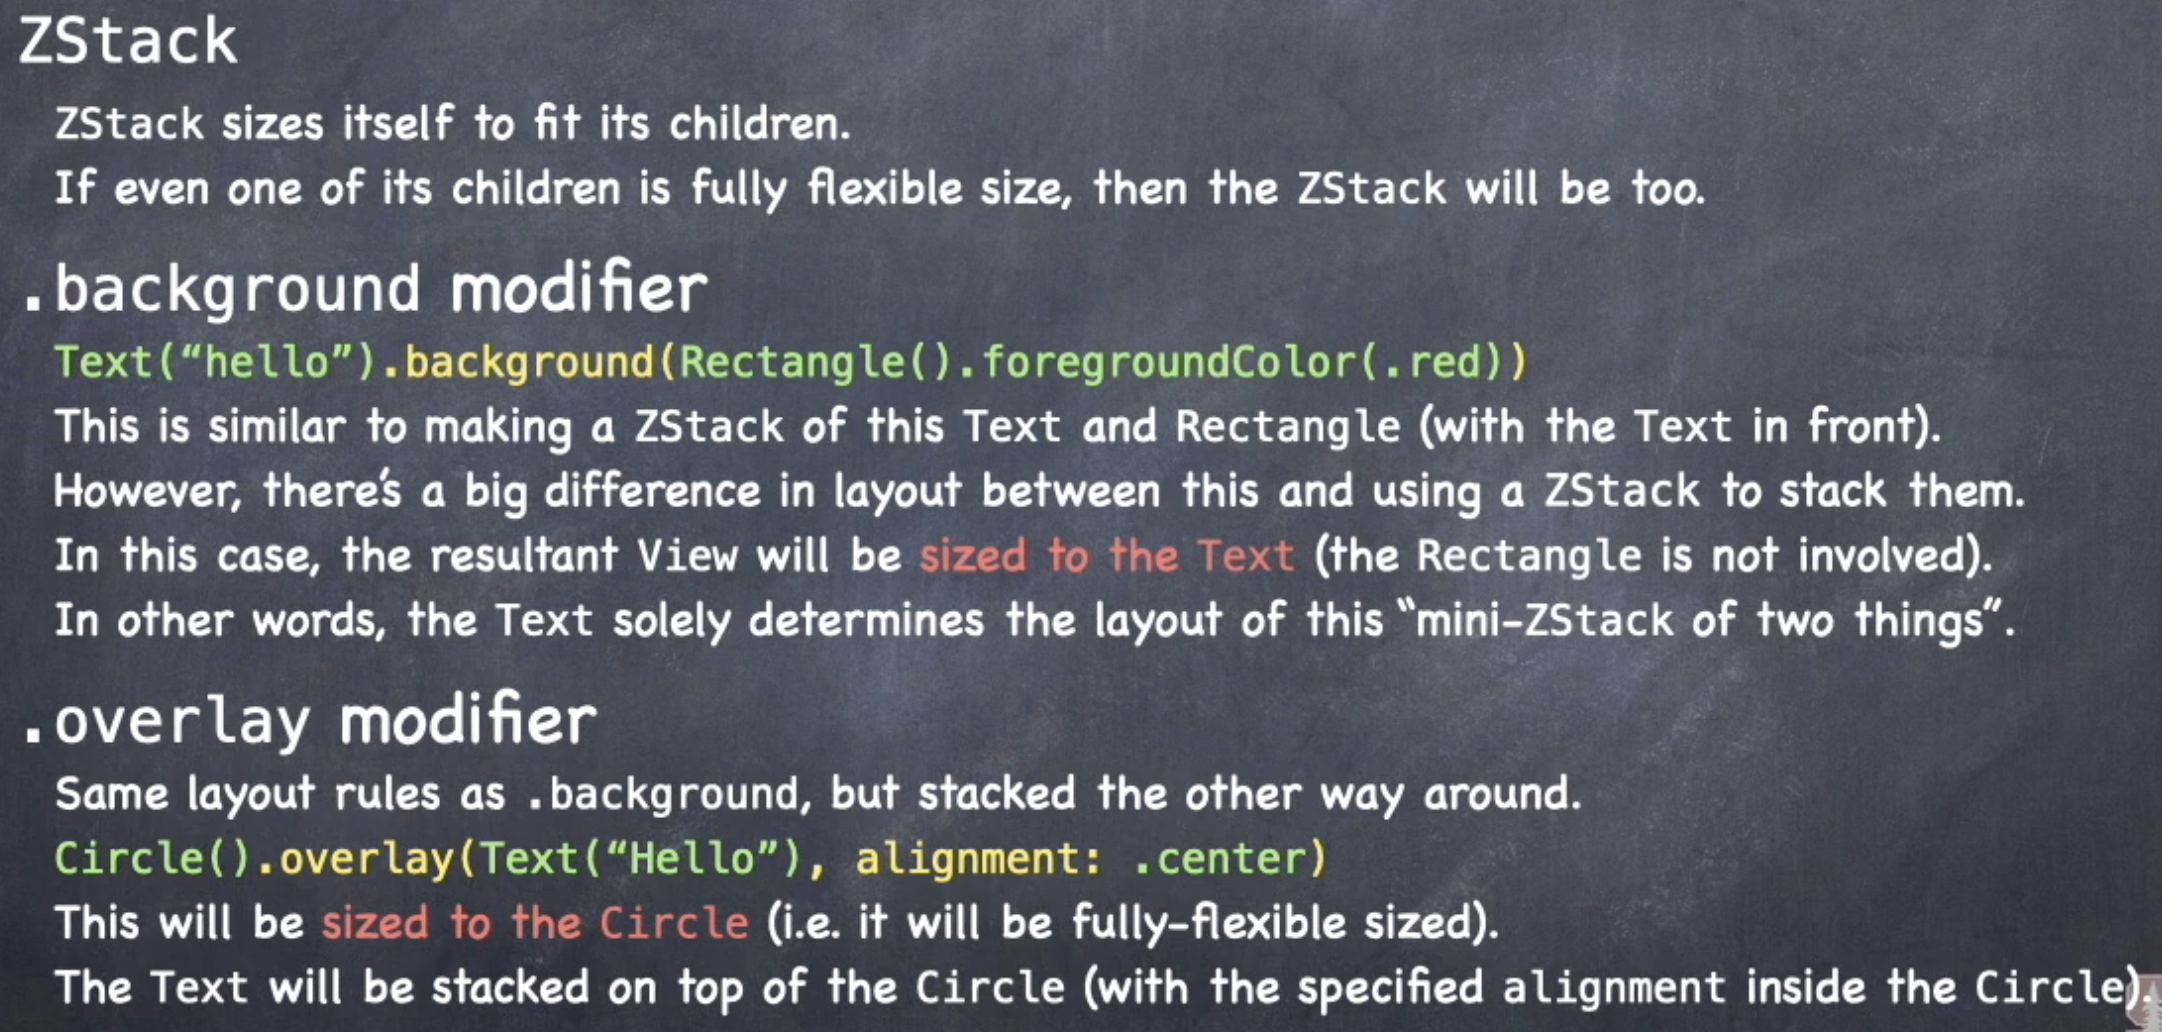 ZStack
ZStack sizes itself to fit its children.
If even one of its children is fully flexible size, then the ZStack will be too.
.background modifier
Text(“hello”).background(Rectangle().foregroundColor(.red))
This is similar to making a ZStack of this Text and Rectangle (with the Text in front).
However, there’s a big difference in layout between this and using a ZStack to stack them.
In this case, the resultant View will be sized to the Text (the Rectangle is not involved).
In other words, the Text solely determines the layout of this “mini-ZStack of two things”.
.overlay modifier
Same layout rules as .background, but stacked the other way around.
Circle().overlay(Text(“Hello”), alignment: .center)
This will be sized to the Circle (i.e. it will be fully-flexible sized).
The Text will be stacked on top of the Circle (with the specified alignment inside the Circle).